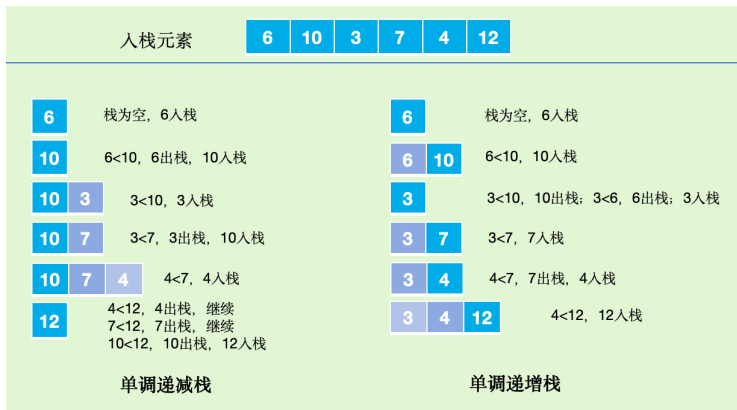 入栈元素 6 10 3 7 4 12
6 栈为空，6入栈
10 6<10，6出栈，10入栈
10 3 3<10，3入栈
10 7 3<7，3出栈，10入栈
10 7 4 4<7，4入栈
12 4<12，4出栈，继续
7<12，7出栈，继续
10<12，10出栈，12入栈
单调递减栈
6 栈为空，6入栈
6 10 6<10，10入栈
3 3<10，10出栈；3<6，6出栈；3入栈
3 7 3<7，7入栈
3 4 4<7，7出栈，4入栈
3 4 12 4<12，12入栈
单调递增栈